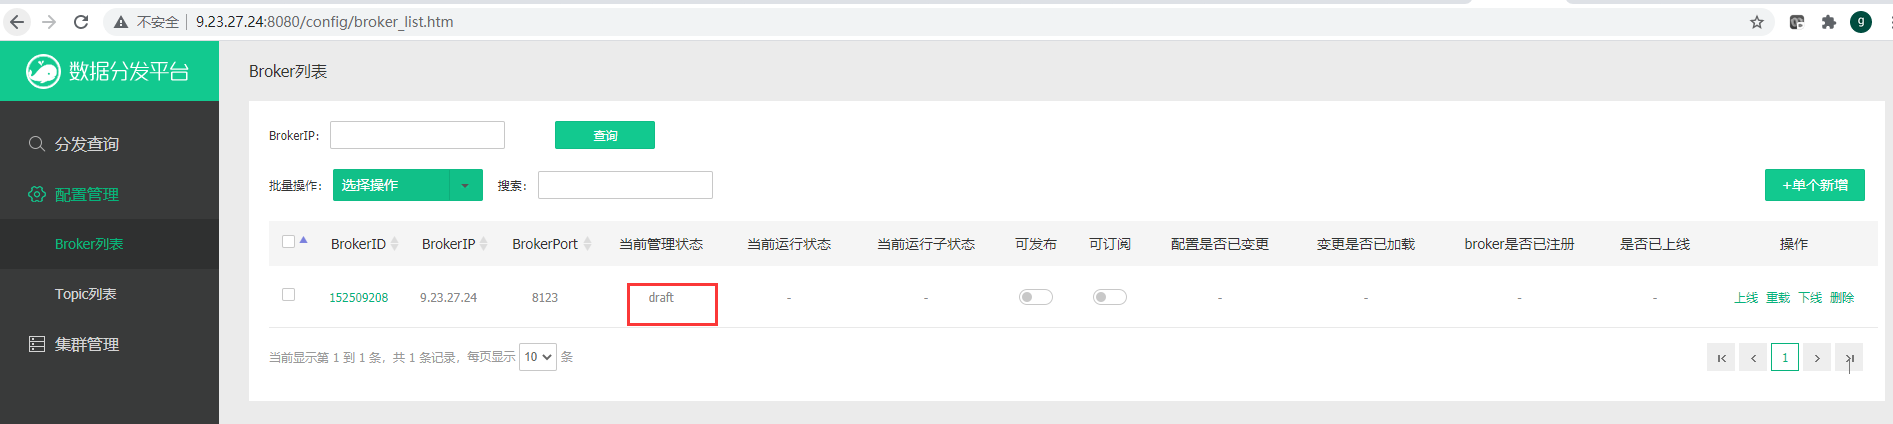 不安全 9.23.27.24:8080/config/broker_list.htm g
数据分发平台
分发查询
配置管理
Broker列表
Topic列表
集群管理
Broker列表
BrokerIP: 查询
批量操作: 选择操作 搜索: +单个新增
BrokerID BrokerIP BrokerPort 当前管理状态 当前运行状态 当前运行子状态 可发布 可订阅 配置是否已变更 变更是否已加载 broker是否已注册 是否已上线 操作
152509208 9.23.27.24 8123 draft - - - - - - 上线 重载 下线 删除
当前显示第 1 到 1 条，共 1 条记录，每页显示 10 条 1